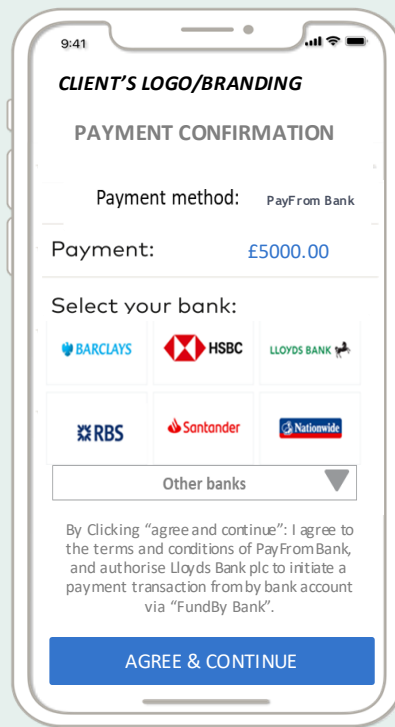 9:41
CLIENT'S LOGO/BRANDING
PAYMENT CONFIRMATION
Payment method: PayFrom Bank
Payment: £5000.00
Select your bank:
BARCLAYS HSBC LLOYDS BANK
RBS Santander Nationwide
Other banks
By Clicking “agree and continue”: I agree to
the terms and conditions of PayFromBank,
and authorise Lloyds Bank plc to initiate a
payment transaction from by bank account
via “FundBy Bank”.
AGREE & CONTINUE